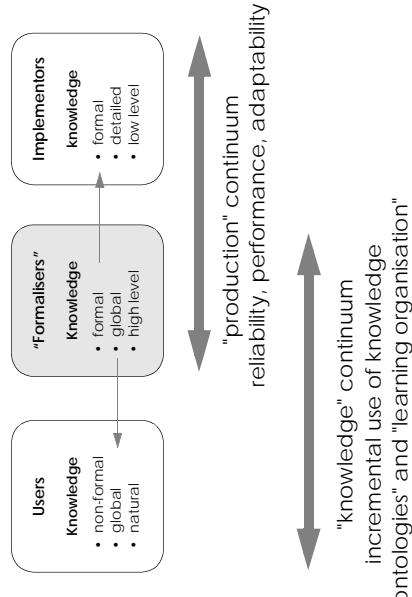 Users
Knowledge
• non-formal
• global
• natural
"Formalisers"
Knowledge
• formal
• global
• high level
Implementors
knowledge
• formal
• detailed
• low level
"production" continuum
reliability, performance, adaptability
"knowledge" continuum
incremental use of knowledge
ontologies" and "learning organisation"